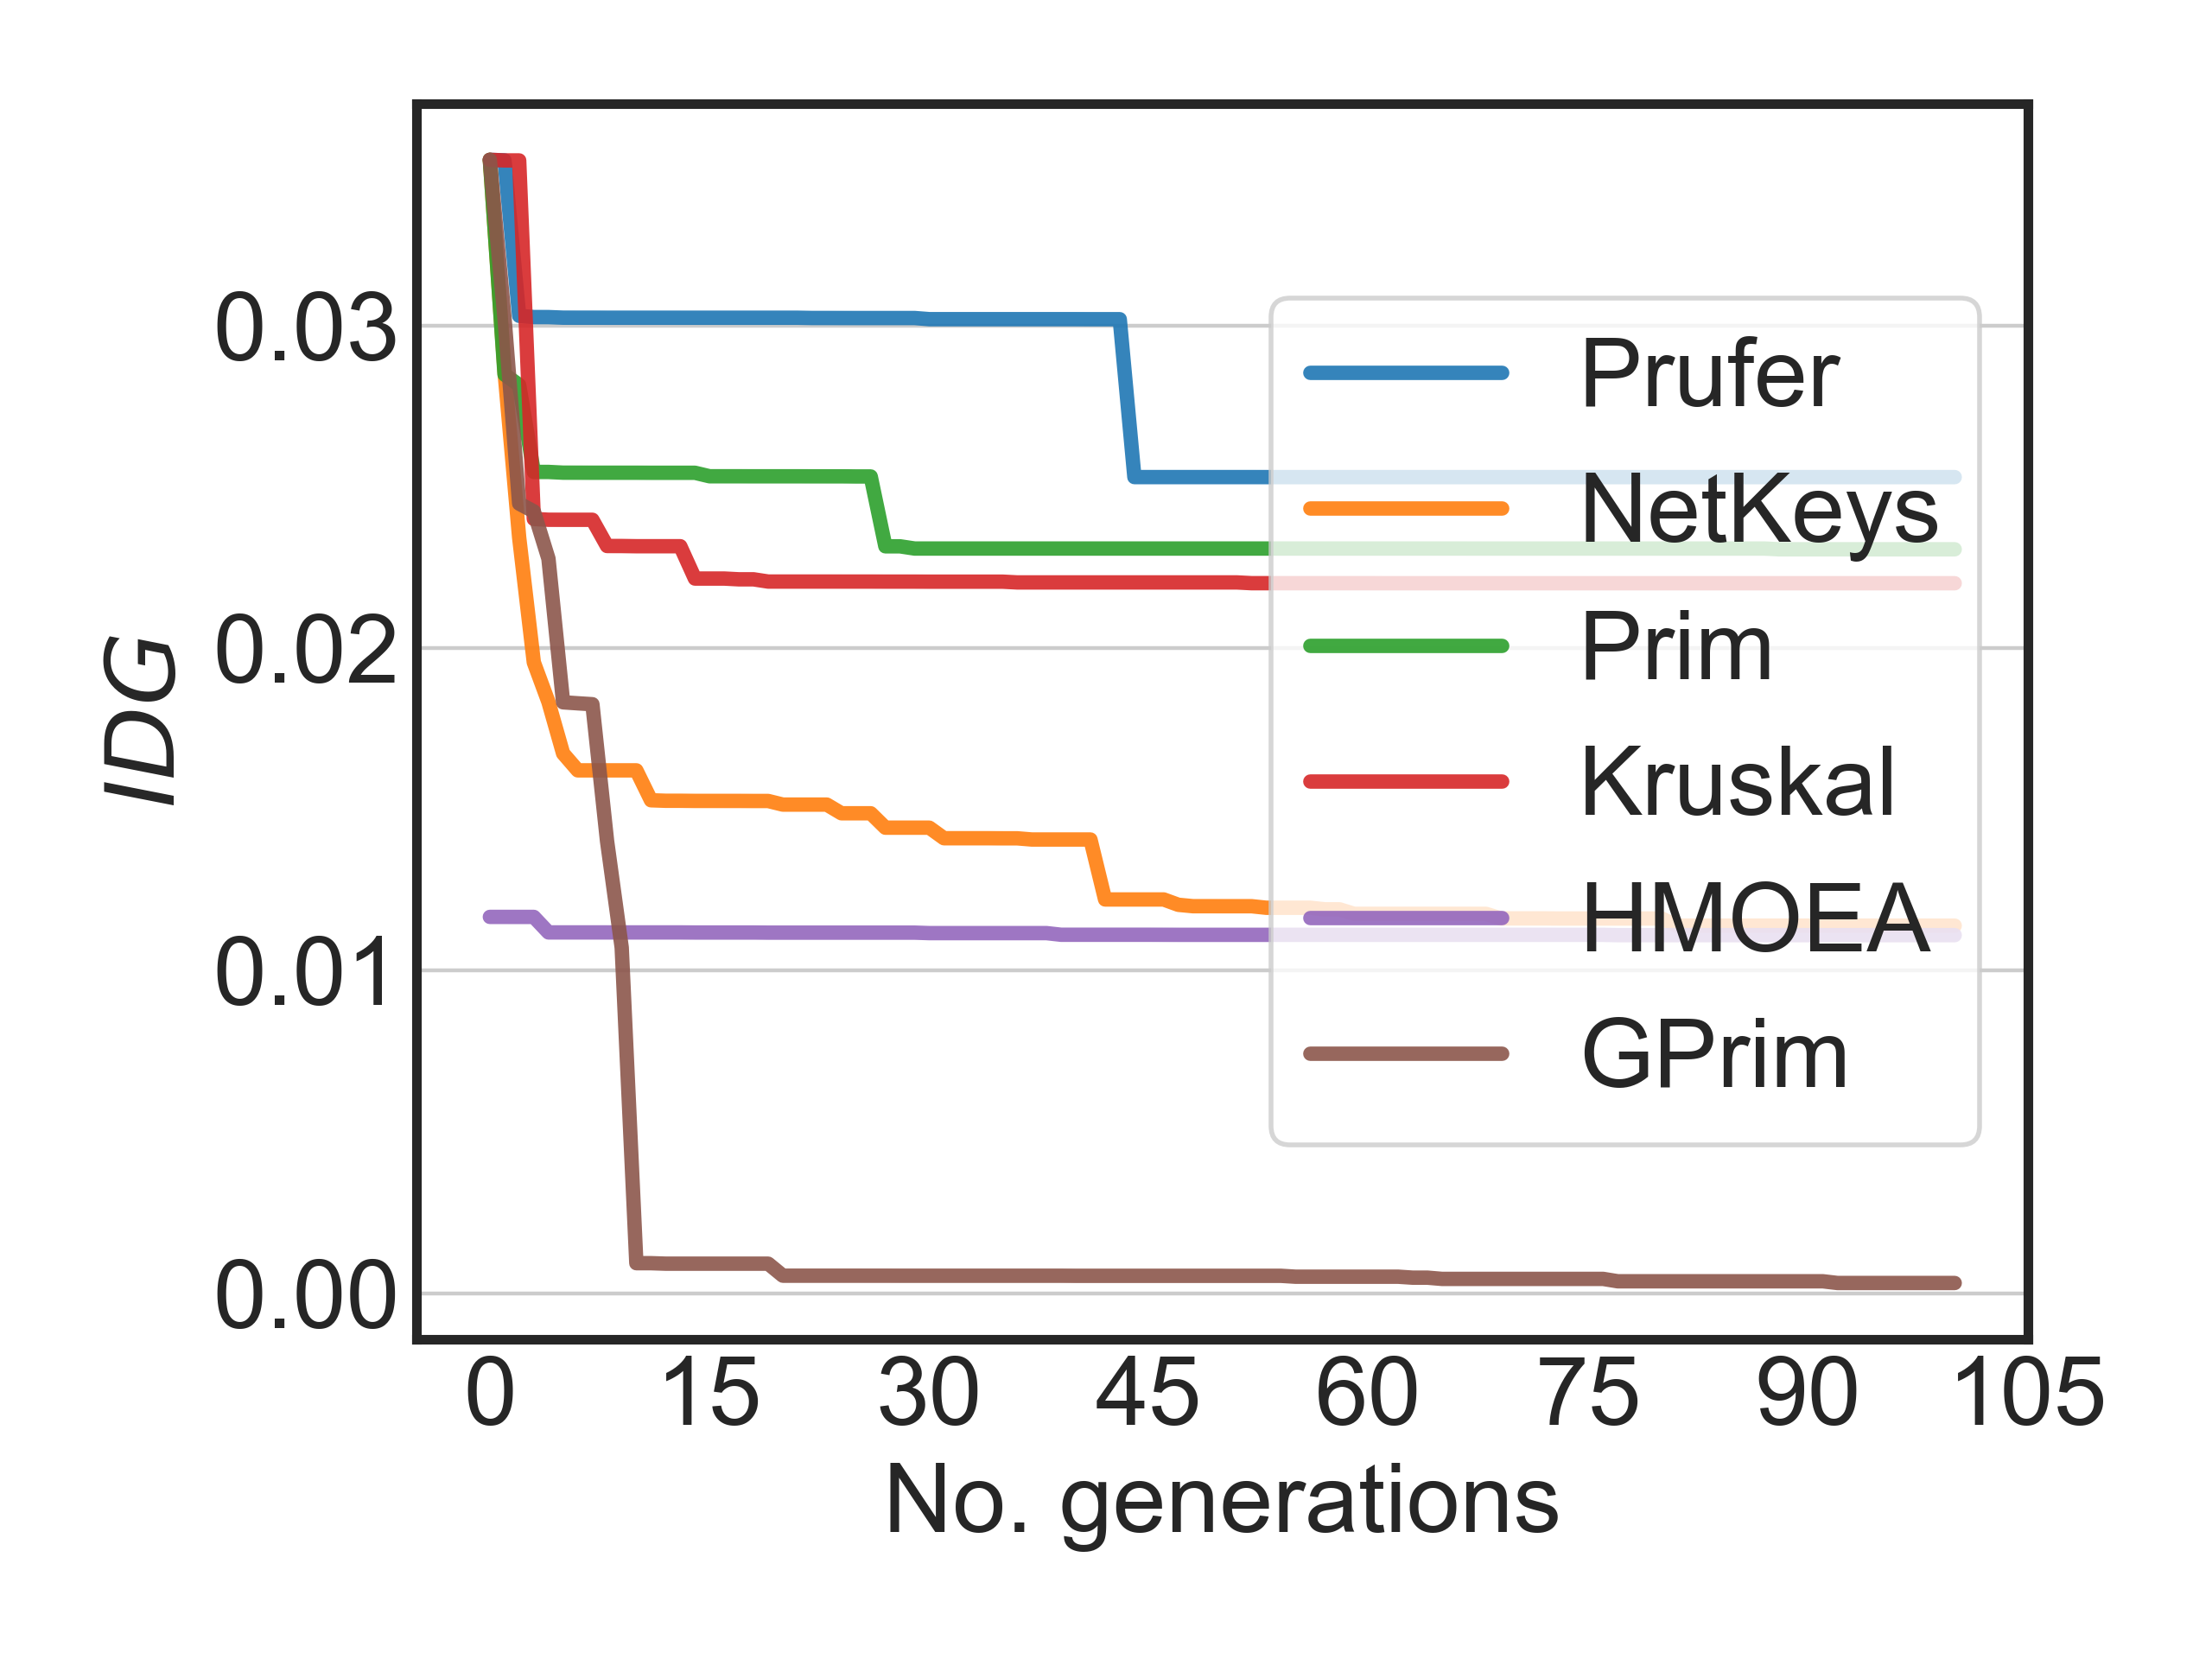 IDG
0.03
0.02
0.01
0.00
0 15 30 45 60 75 90 105
No. generations
Prufer
NetKeys
Prim
Kruskal
HMOEA
GPrim